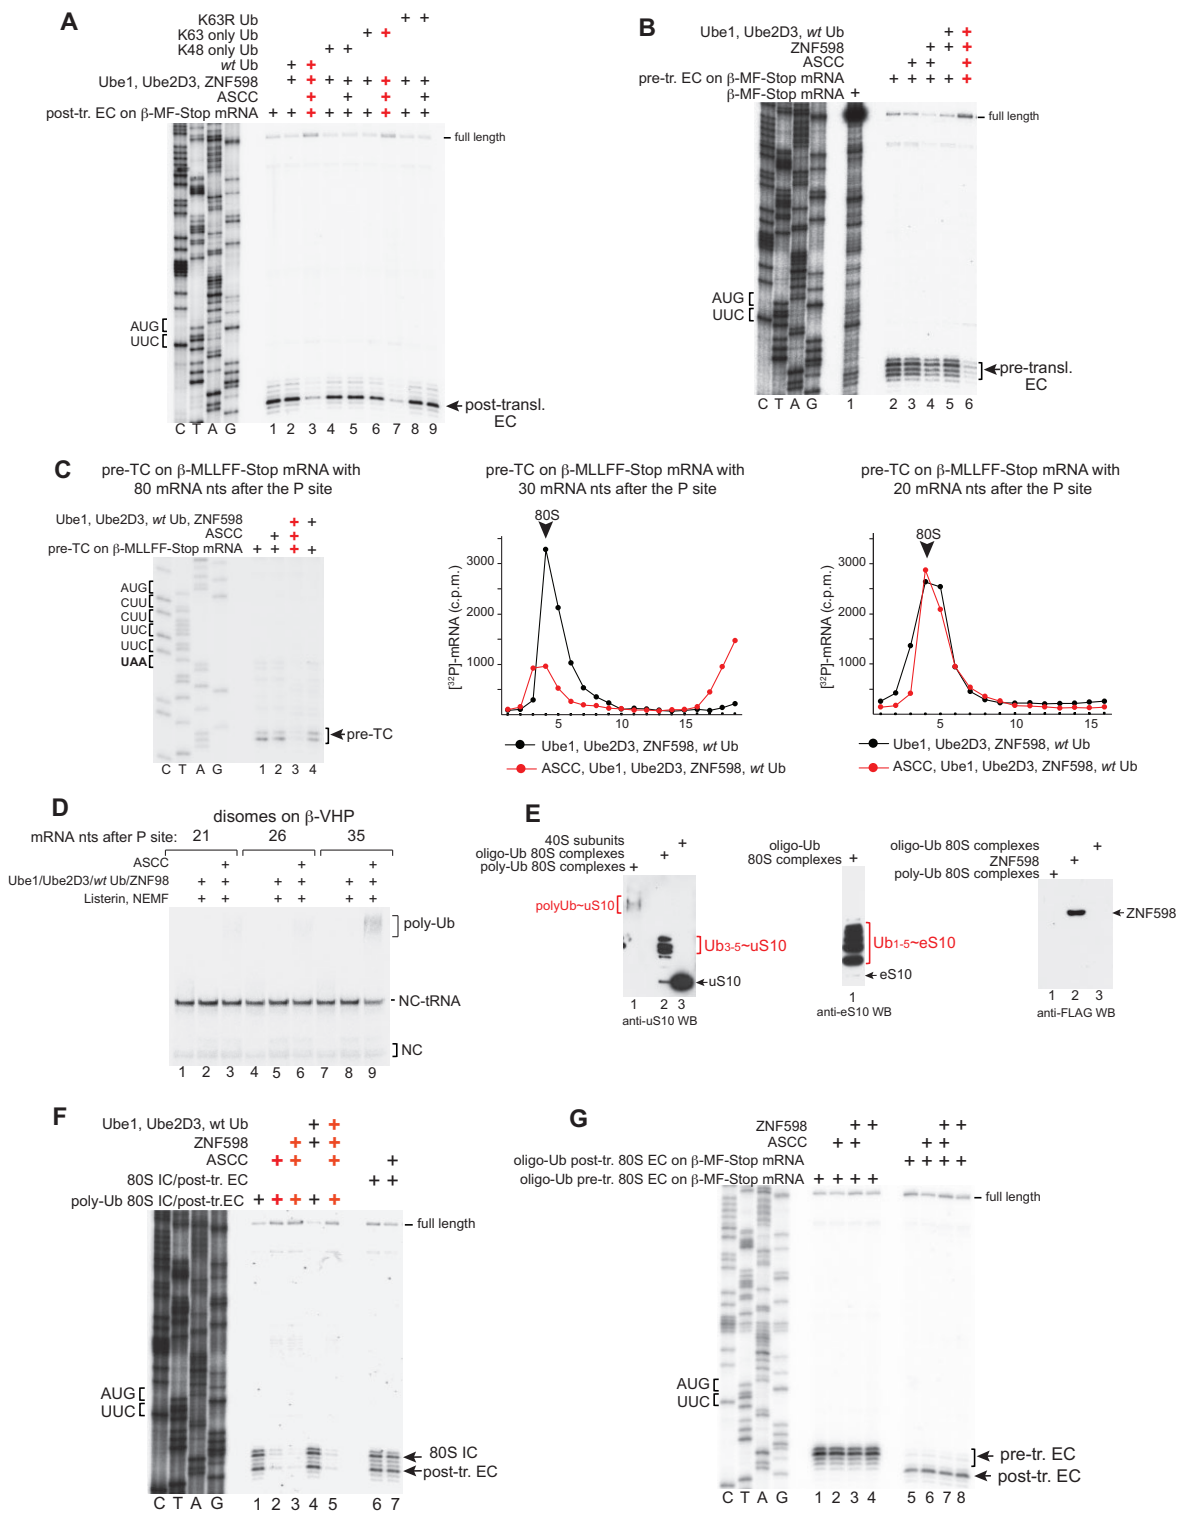 A
K63R Ub + +
K63 only Ub + +
K48 only Ub + +
wt Ub + +
Ube1, Ube2D3, ZNF598 + + + + + + + +
ASCC + + + +
post-tr. EC on β-MF-Stop mRNA + + + + + + + + +
full length
AUG
UUC
post-transl.
EC
C T A G 1 2 3 4 5 6 7 8 9
B
Ube1, Ube2D3, wt Ub + +
ZNF598 + + +
ASCC + + +
pre-tr. EC on β-MF-Stop mRNA + + + + +
β-MF-Stop mRNA +
full length
AUG
UUC
pre-transl.
EC
C T A G 1 2 3 4 5 6
C
pre-TC on β-MLLFF-Stop mRNA with
80 mRNA nts after the P site
Ube1, Ube2D3, wt Ub, ZNF598 + +
ASCC + +
pre-TC on β-MLLFF-Stop mRNA + + + +
AUG
CUU
CUU
UUC
UUC
UAA
pre-TC
C T A G 1 2 3 4
pre-TC on β-MLLFF-Stop mRNA with
30 mRNA nts after the P site
80S
[32P]-mRNA (c.p.m.)
3000
2000
1000
5 10 15
Ube1, Ube2D3, ZNF598, wt Ub
ASCC, Ube1, Ube2D3, ZNF598, wt Ub
pre-TC on β-MLLFF-Stop mRNA with
20 mRNA nts after the P site
80S
[32P]-mRNA (c.p.m.)
3000
2000
1000
5 10 15
Ube1, Ube2D3, ZNF598, wt Ub
ASCC, Ube1, Ube2D3, ZNF598, wt Ub
D
disomes on β-VHP
mRNA nts after P site: 21 26 35
ASCC + + +
Ube1/Ube2D3/wt Ub/ZNF98 + + + + + +
Listerin, NEMF + + + + + +
poly-Ub
NC-tRNA
NC
1 2 3 4 5 6 7 8 9
E
40S subunits +
oligo-Ub 80S complexes +
poly-Ub 80S complexes +
polyUb~uS10
Ub3-5~uS10
uS10
1 2 3
anti-uS10 WB
oligo-Ub
80S complexes +
Ub1-5~eS10
eS10
1
anti-eS10 WB
oligo-Ub 80S complexes +
ZNF598 +
poly-Ub 80S complexes +
ZNF598
1 2 3
anti-FLAG WB
F
Ube1, Ube2D3, wt Ub + +
ZNF598 + + +
ASCC + + + +
80S IC/post-tr. EC + +
poly-Ub 80S IC/post-tr.EC + + + + +
full length
AUG
UUC
80S IC
post-tr. EC
C T A G 1 2 3 4 5 6 7
G
ZNF598 + + + +
ASCC + + + +
oligo-Ub post-tr. 80S EC on β-MF-Stop mRNA + + + +
oligo-Ub pre-tr. 80S EC on β-MF-Stop mRNA + + + +
full length
AUG
UUC
pre-tr. EC
post-tr. EC
C T A G 1 2 3 4 5 6 7 8